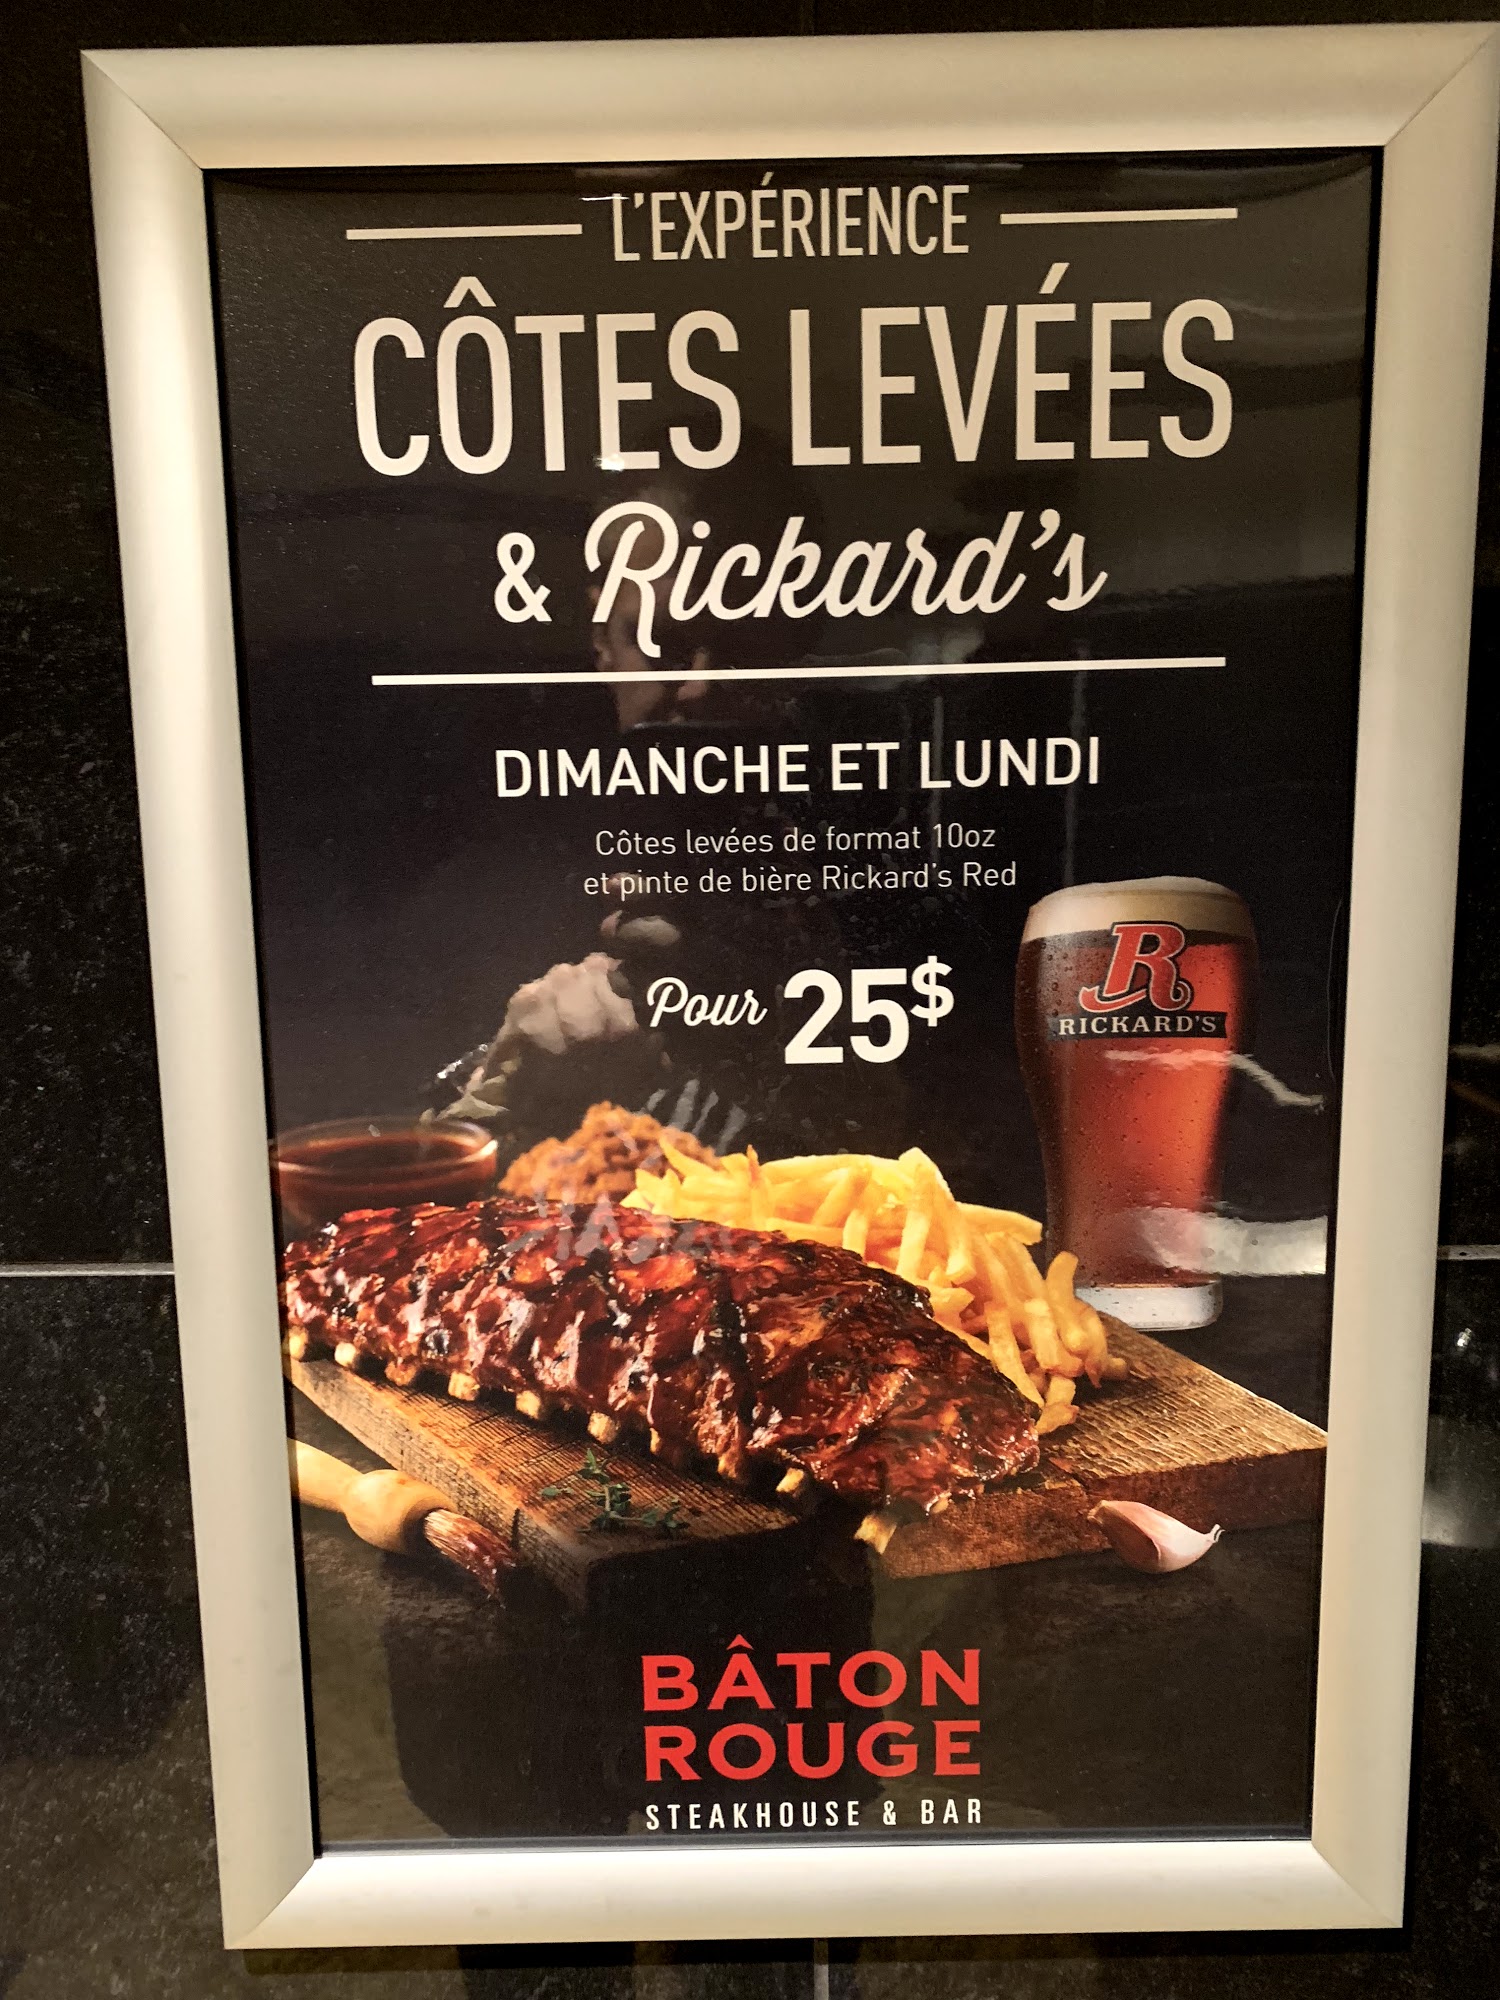 L'EXPÉRIENCE
CÔTES LEVÉES
& Rickard's
DIMANCHE ET LUNDI
Côtes levées de format 10oz
et pinte de bière Rickard's Red
Pour 25$
R
RICKARD'S
BÂTON
ROUGE
STEAKHOUSE & BAR